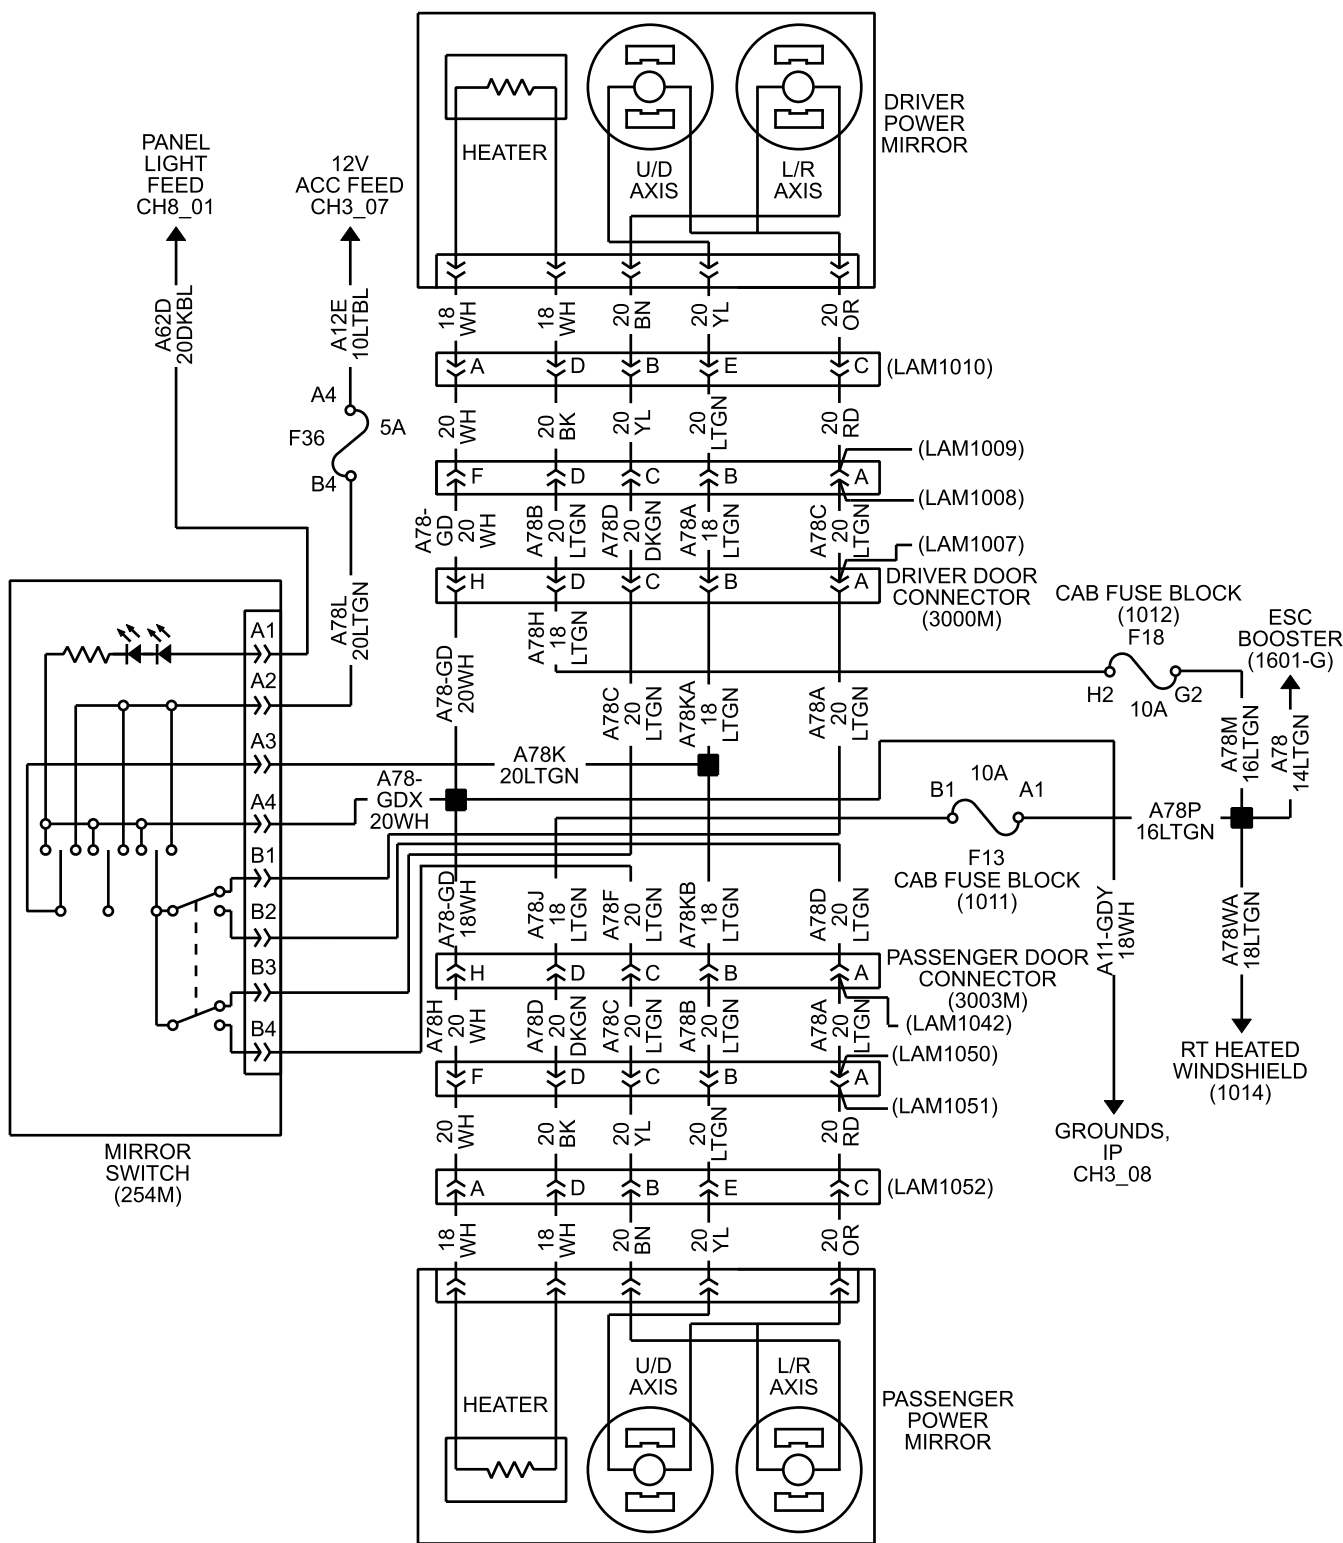 DRIVER
POWER
MIRROR
HEATER
U/D
AXIS
L/R
AXIS
PANEL
LIGHT
FEED
CH8_01
12V
ACC FEED
CH3_07
A62D
20DKBL
A12E
10LTBL
18
WH
18
WH
20
BN
20
YL
20
OR
A D B E C
(LAM1010)
A4
F36
5A
B4
20
WH
20
BK
20
YL
20
LTGN
20
RD
(LAM1009)
F D C B A
(LAM1008)
A78-
GD
20
WH
A78B
20
LTGN
A78D
20
DKGN
A78A
18
LTGN
A78C
20
LTGN
(LAM1007)
H D C B A
DRIVER DOOR
CONNECTOR
(3000M)
A78L
20LTGN
CAB FUSE BLOCK
(1012)
F18
H2
G2
10A
ESC
BOOSTER
(1601-G)
A78H
18
LTGN
A78-GD
20WH
A78C
20
LTGN
A78KA
18
LTGN
A78A
20
LTGN
A78M
16LTGN
A78
14LTGN
A1
A2
A3
A4
B1
B2
B3
B4
A78K
20LTGN
A78-
GDX
20WH
10A
B1
A1
F13
CAB FUSE BLOCK
(1011)
A78P
16LTGN
A78-GD
18WH
A78J
18
LTGN
A78F
20
LTGN
A78KB
18
LTGN
A78D
20
LTGN
A11-GDY
18WH
A78WA
18LTGN
H D C B A
PASSENGER DOOR
CONNECTOR
(3003M)
(LAM1042)
A78H
20
WH
A78D
20
DKGN
A78C
20
LTGN
A78B
20
LTGN
A78A
20
LTGN
(LAM1050)
F D C B A
(LAM1051)
RT HEATED
WINDSHIELD
(1014)
GROUNDS,
IP
CH3_08
MIRROR
SWITCH
(254M)
20
WH
20
BK
20
YL
20
LTGN
20
RD
A D B E C
(LAM1052)
18
WH
18
WH
20
BN
20
YL
20
OR
HEATER
U/D
AXIS
L/R
AXIS
PASSENGER
POWER
MIRROR